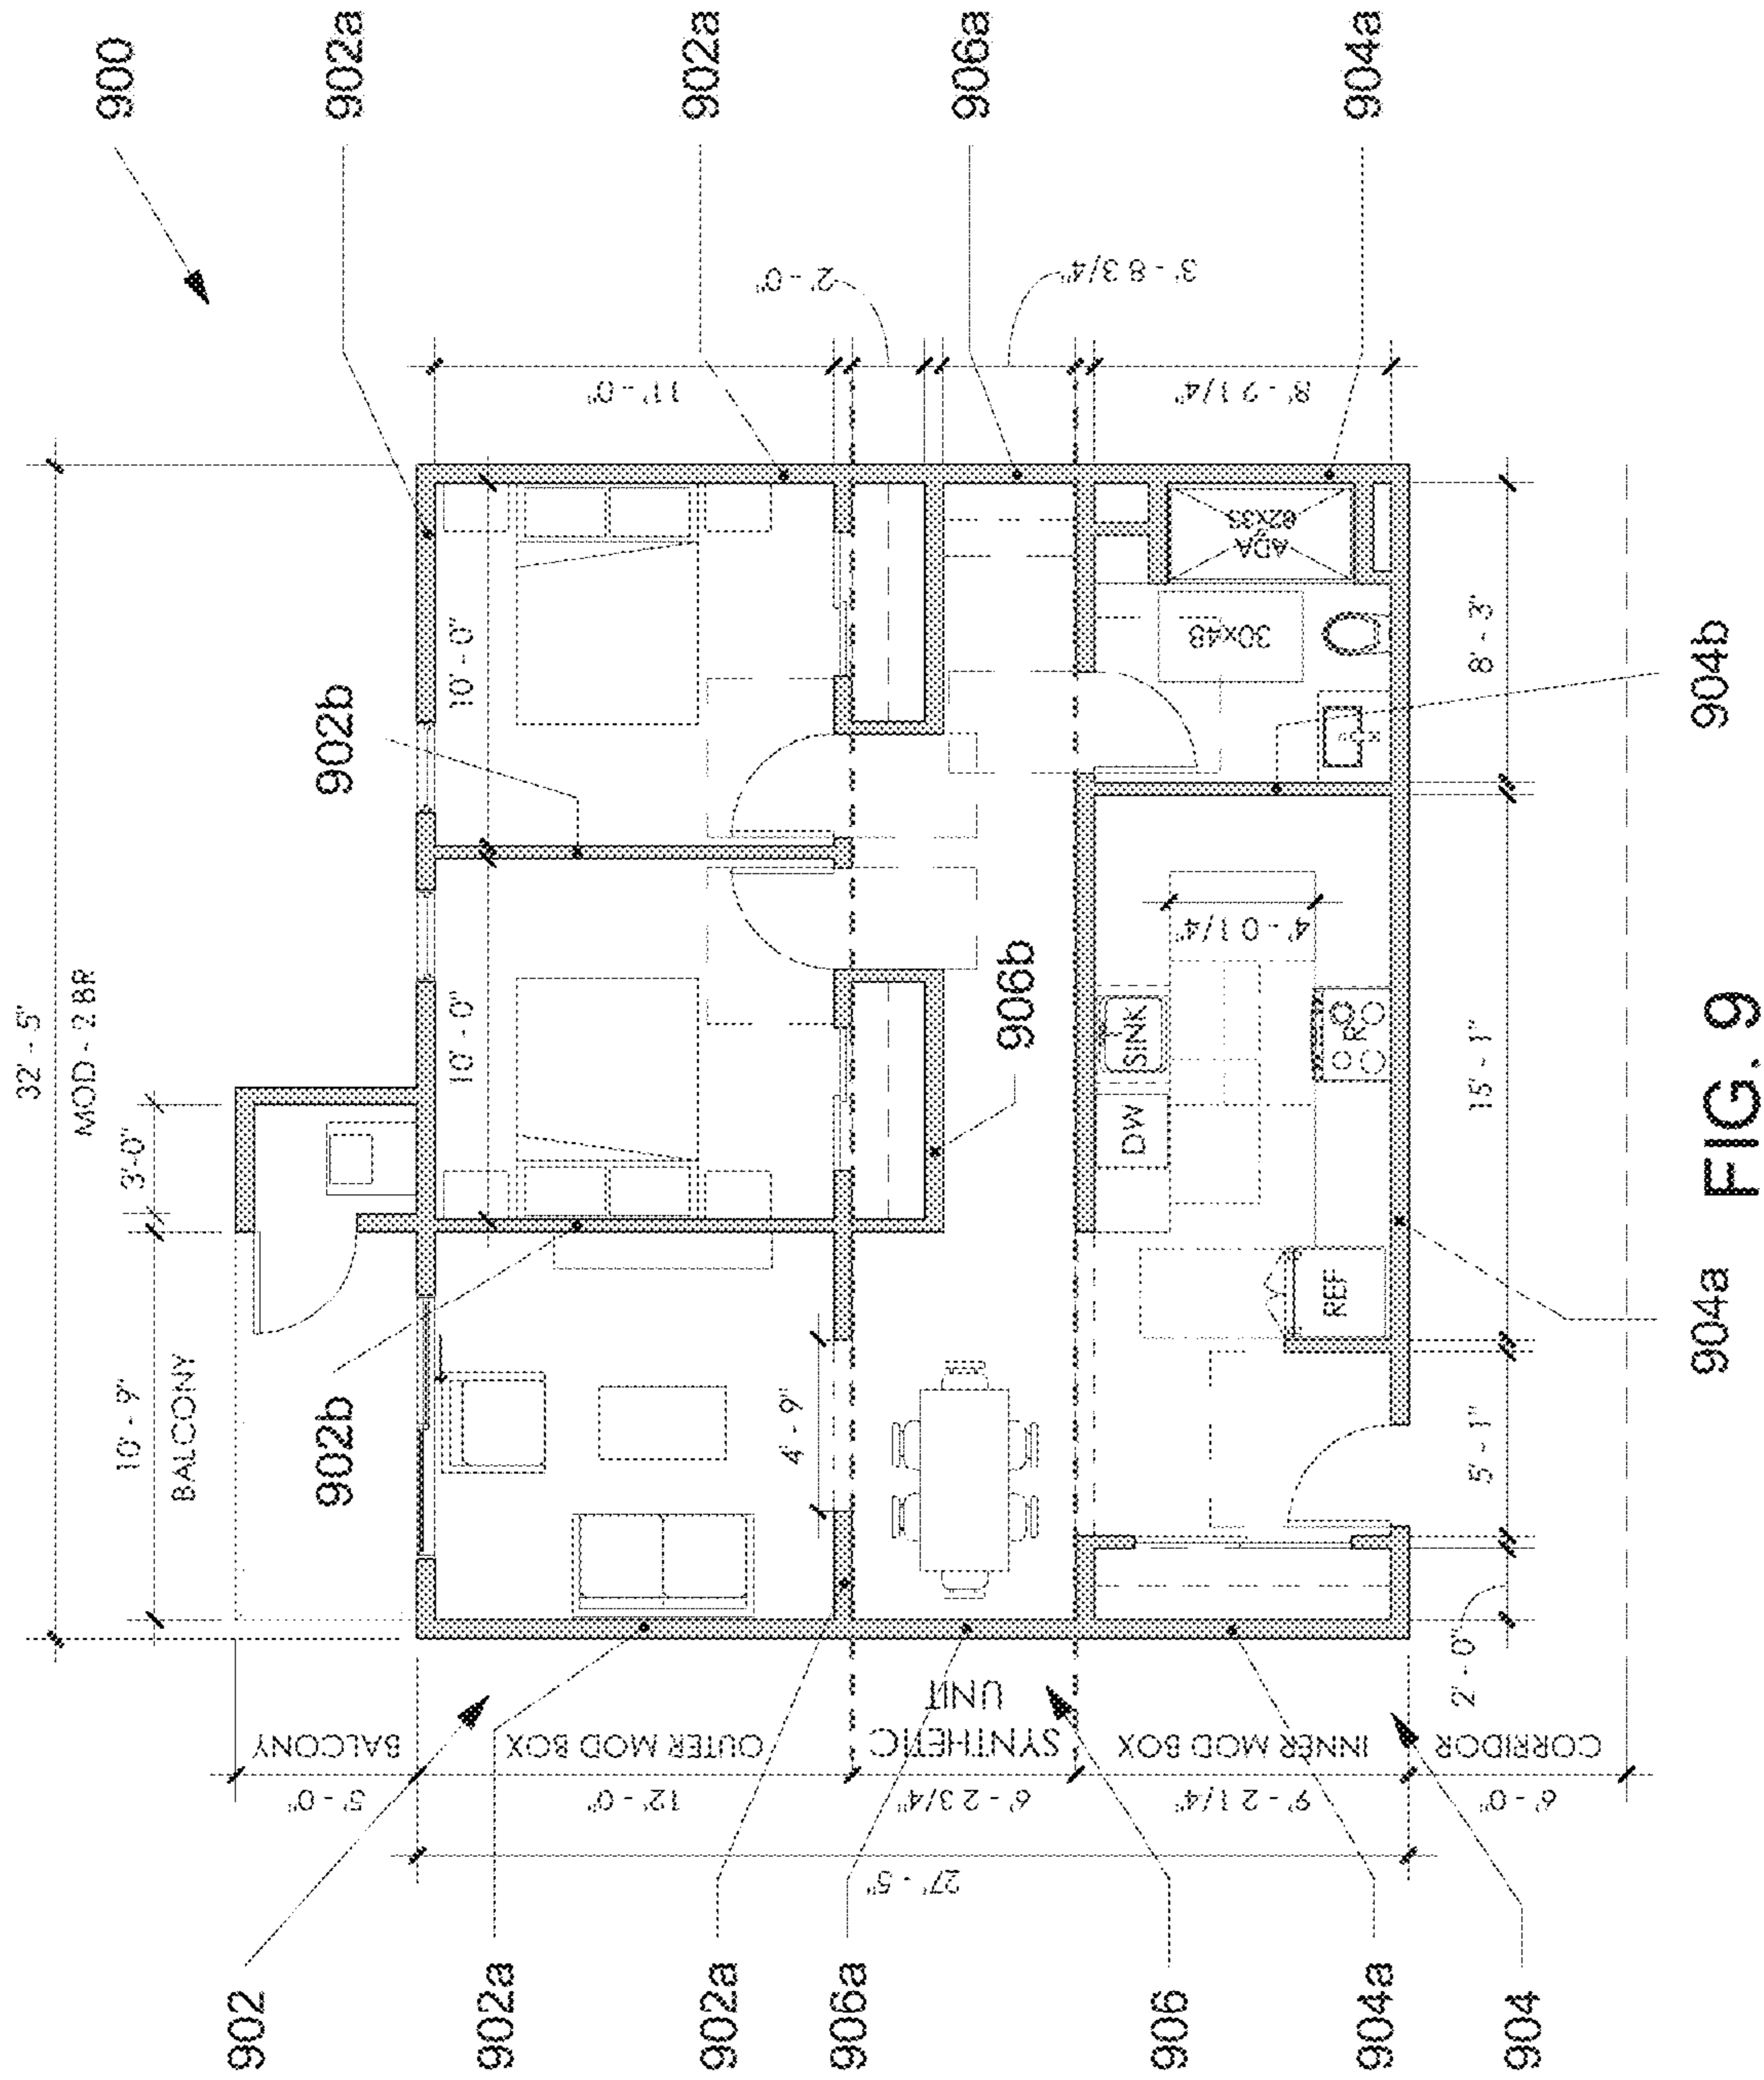 900
902a
902a
906a
904a
32' - 5"
MOD - 2 BR
3'-0"
10' - 9"
BALCONY
902b
902b
10' - 0"
10' - 0"
11'-0"
2'-0"
3' - 8 3/4"
8' - 2 1/4"
ADA
62X35
30x48
8' - 3"
904b
906b
4' - 9"
4' - 0 1/4"
SINK
DW
R
REF
15' - 1"
5' - 1"
2' - 0"
904a
BALCONY
5' - 0"
OUTER MOD BOX
12' - 0"
SYNTHETIC
UNIT
6' - 2 3/4"
INNER MOD BOX
9' - 2 1/4"
CORRIDOR
6' - 0"
27' - 5"
902
902a
902a
906a
906
904a
904
FIG. 9